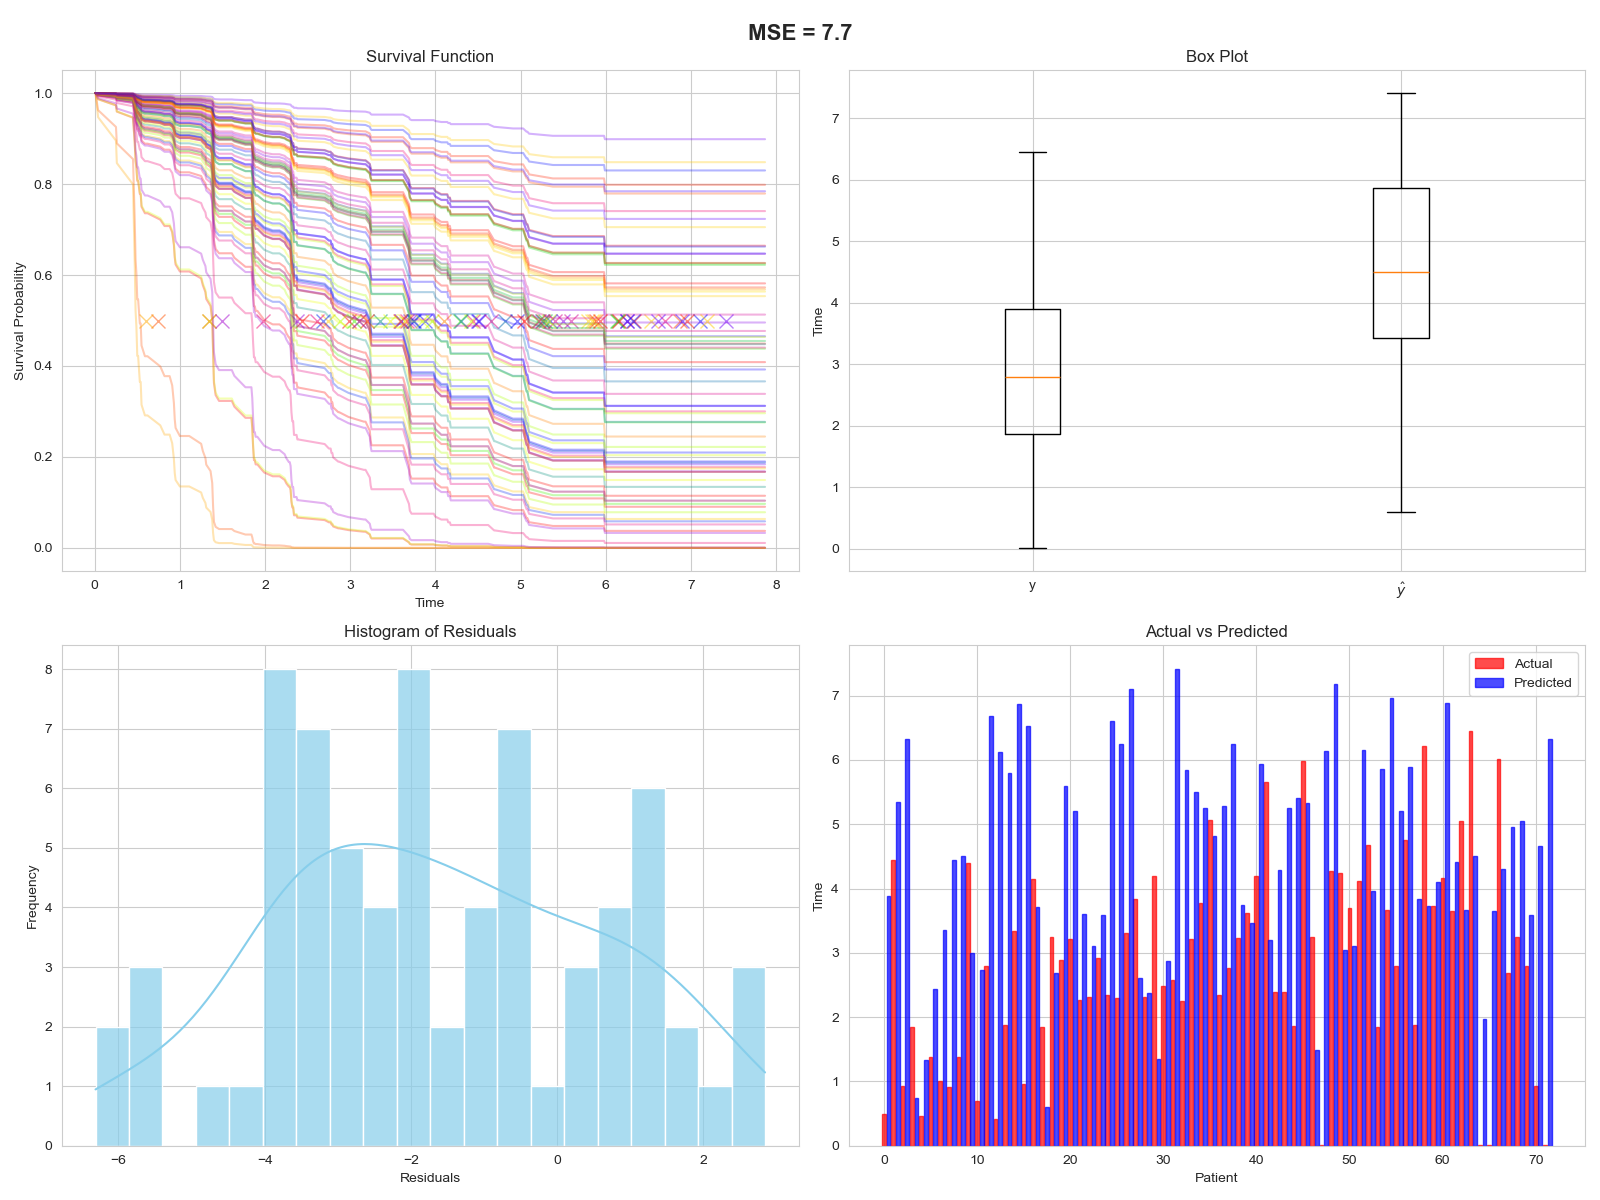 MSE = 7.7
Survival Function
Survival Probability
1.0
0.8
0.6
0.4
0.2
0.0
0 1 2 3 4 5 6 7 8
Time
Box Plot
Time
7
6
5
4
3
2
1
0
y ŷ
Histogram of Residuals
Frequency
8
7
6
5
4
3
2
1
0
−6 −4 −2 0 2
Residuals
Actual vs Predicted
Actual
Predicted
Time
7
6
5
4
3
2
1
0
0 10 20 30 40 50 60 70
Patient